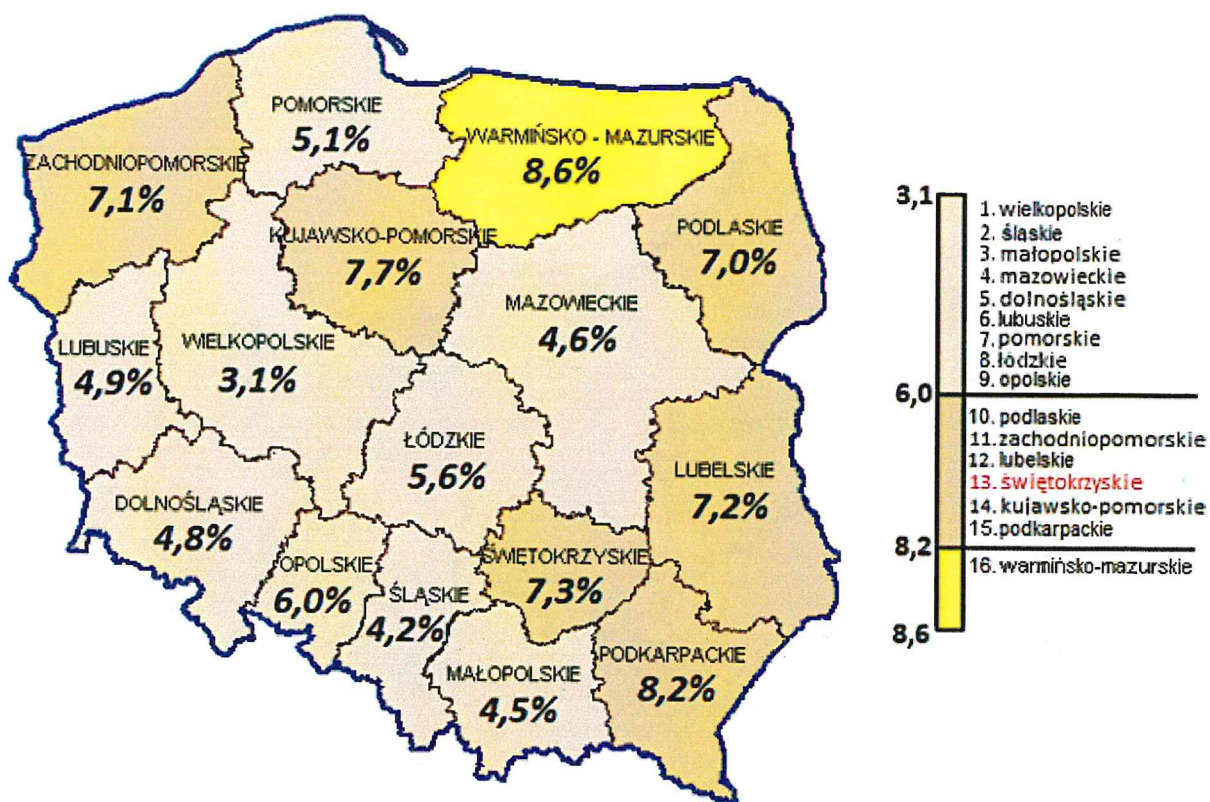 POMORSKIE
5,1%
WARMIŃSKO - MAZURSKIE
8,6%
ZACHODNIOPOMORSKIE
7,1%
KUJAWSKO-POMORSKIE
7,7%
PODLASKIE
7,0%
MAZOWIECKIE
4,6%
LUBUSKIE
4,9%
WIELKOPOLSKIE
3,1%
ŁÓDZKIE
5,6%
LUBELSKIE
7,2%
DOLNOŚLĄSKIE
4,8%
OPOLSKIE
6,0%
ŚLĄSKIE
4,2%
ŚWIĘTOKRZYSKIE
7,3%
MAŁOPOLSKIE
4,5%
PODKARPACKIE
8,2%
3,1
1. wielkopolskie
2. śląskie
3. małopolskie
4. mazowieckie
5. dolnośląskie
6. lubuskie
7. pomorskie
8. łódzkie
9. opolskie
6,0
10. podlaskie
11. zachodniopomorskie
12. lubelskie
13. świętokrzyskie
14. kujawsko-pomorskie
15. podkarpackie
8,2
16. warmińsko-mazurskie
8,6